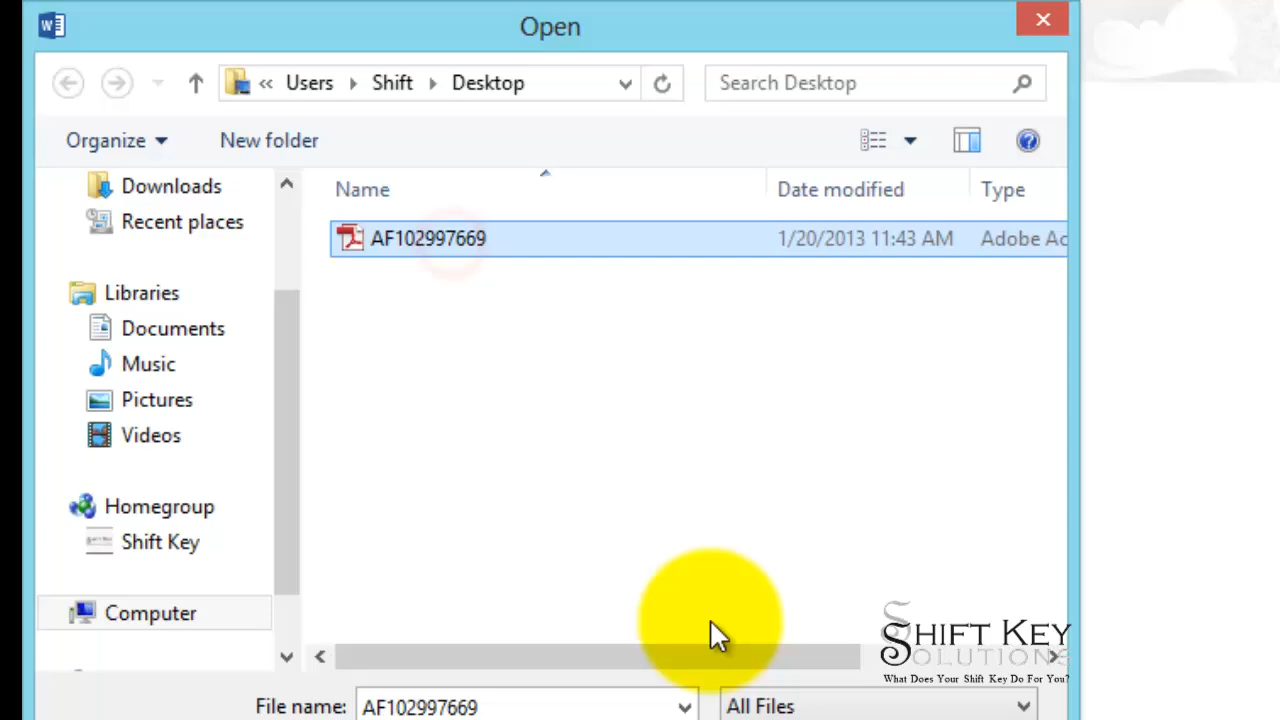 Open
« Users Shift Desktop
Search Desktop
Organize
New folder
Name
Date modified
Type
AF102997669
1/20/2013 11:43 AM
Adobe Ac
Downloads
Recent places
Libraries
Documents
Music
Pictures
Videos
Homegroup
Shift Key
Computer
File name:
AF102997669
All Files
SHIFT KEY
SOLUTIONS
What Does Your Shift Key Do For You?